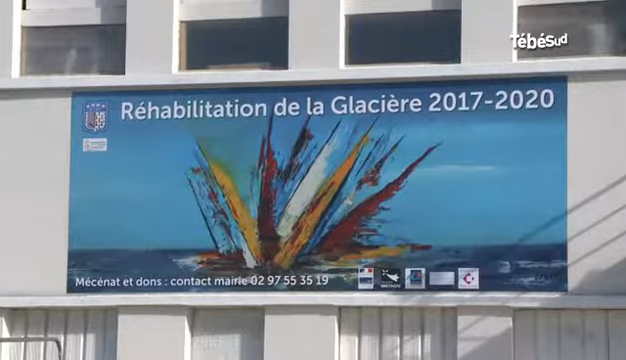 TébéSud
Réhabilitation de la Glacière 2017-2020
Mécénat et dons : contact mairie 02 97 55 35 19